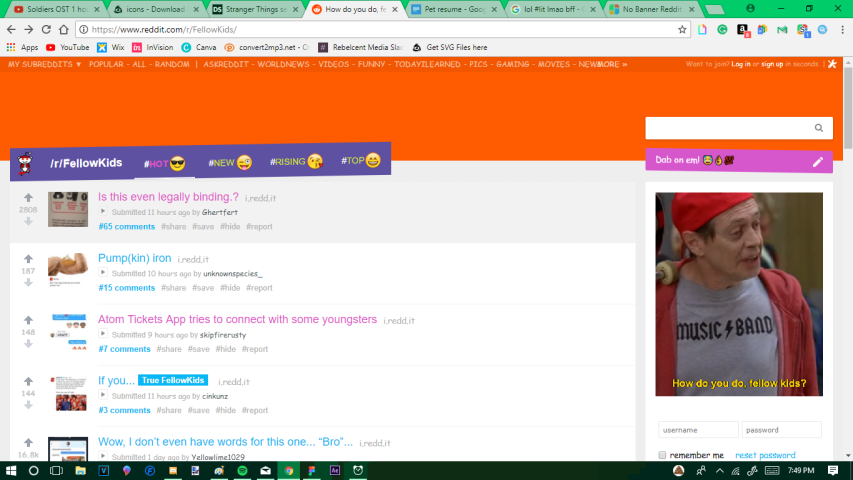 Soldiers OST 1 hou
icons - Download
Stranger Things se
How do you do, fe
Pet resume - Goog
lol #lit lmao bff - G
No Banner Reddit
https://www.reddit.com/r/FellowKids/
Apps
YouTube
InVision
Canva
convert2mp3.net -
Rebelcent Media Slac
Get SVG Files here
MY SUBREDDITS ▼ POPULAR - ALL - RANDOM | ASKREDDIT - WORLDNEWS - VIDEOS - FUNNY - TODAYILEARNED - PICS - GAMING - MOVIES - NEWS MORE »
Want to join? Log in or sign up in seconds.
/r/FellowKids
#HOT😎
#NEW😜
#RISING😘
#TOP😄
Dab on em!
2808
Is this even legally binding.? i.redd.it
Submitted 11 hours ago by Ghertfert
#65 comments #share #save #hide #report
187
Pump(kin) iron i.redd.it
Submitted 10 hours ago by unknownspecies_
#15 comments #share #save #hide #report
148
Atom Tickets App tries to connect with some youngsters i.redd.it
Submitted 9 hours ago by skipfirerusty
#7 comments #share #save #hide #report
144
If you... True FellowKids i.redd.it
Submitted 11 hours ago by cinkunz
#3 comments #share #save #hide #report
16.8k
Wow, I don't even have words for this one... "Bro"... i.redd.it
Submitted 1 day ago by Yellowlime1029
MUSIC BAND
How do you do, fellow kids?
username
password
remember me
reset password
7:49 PM